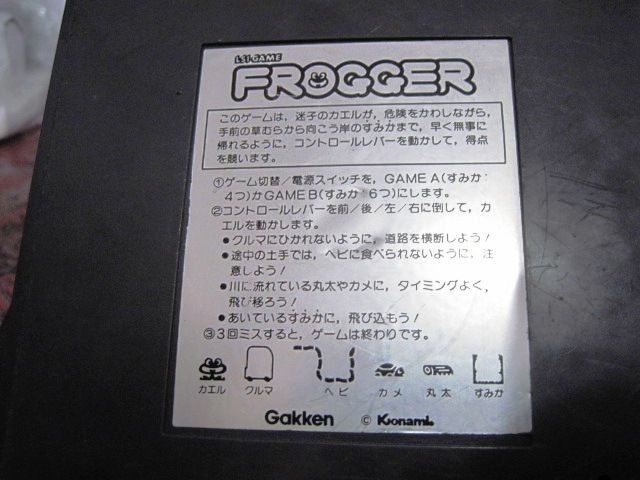 LSI GAME
FROGGER
このゲームは，迷子のカエルが，危険をかわしながら，
手前の草むらから向こう岸のすみかまで，早く無事に
帰れるように，コントロールレバーを動かして，得点
を競います。
①ゲーム切替／電源スイッチを，GAME A(すみか:
4つ)かGAME B(すみか:6つ)にします。
②コントロールレバーを前／後／左／右に倒して，カ
エルを動かします。
●クルマにひかれないように，道路を横断しよう！
●途中の土手では，ヘビに食べられないように，注
意しよう！
●川に流れている丸太やカメに，タイミングよく，
飛び移ろう！
●あいているすみかに，飛び込もう！
③3回ミスすると，ゲームは終わりです。
カエル クルマ ヘビ カメ 丸太 すみか
Gakken © Konami